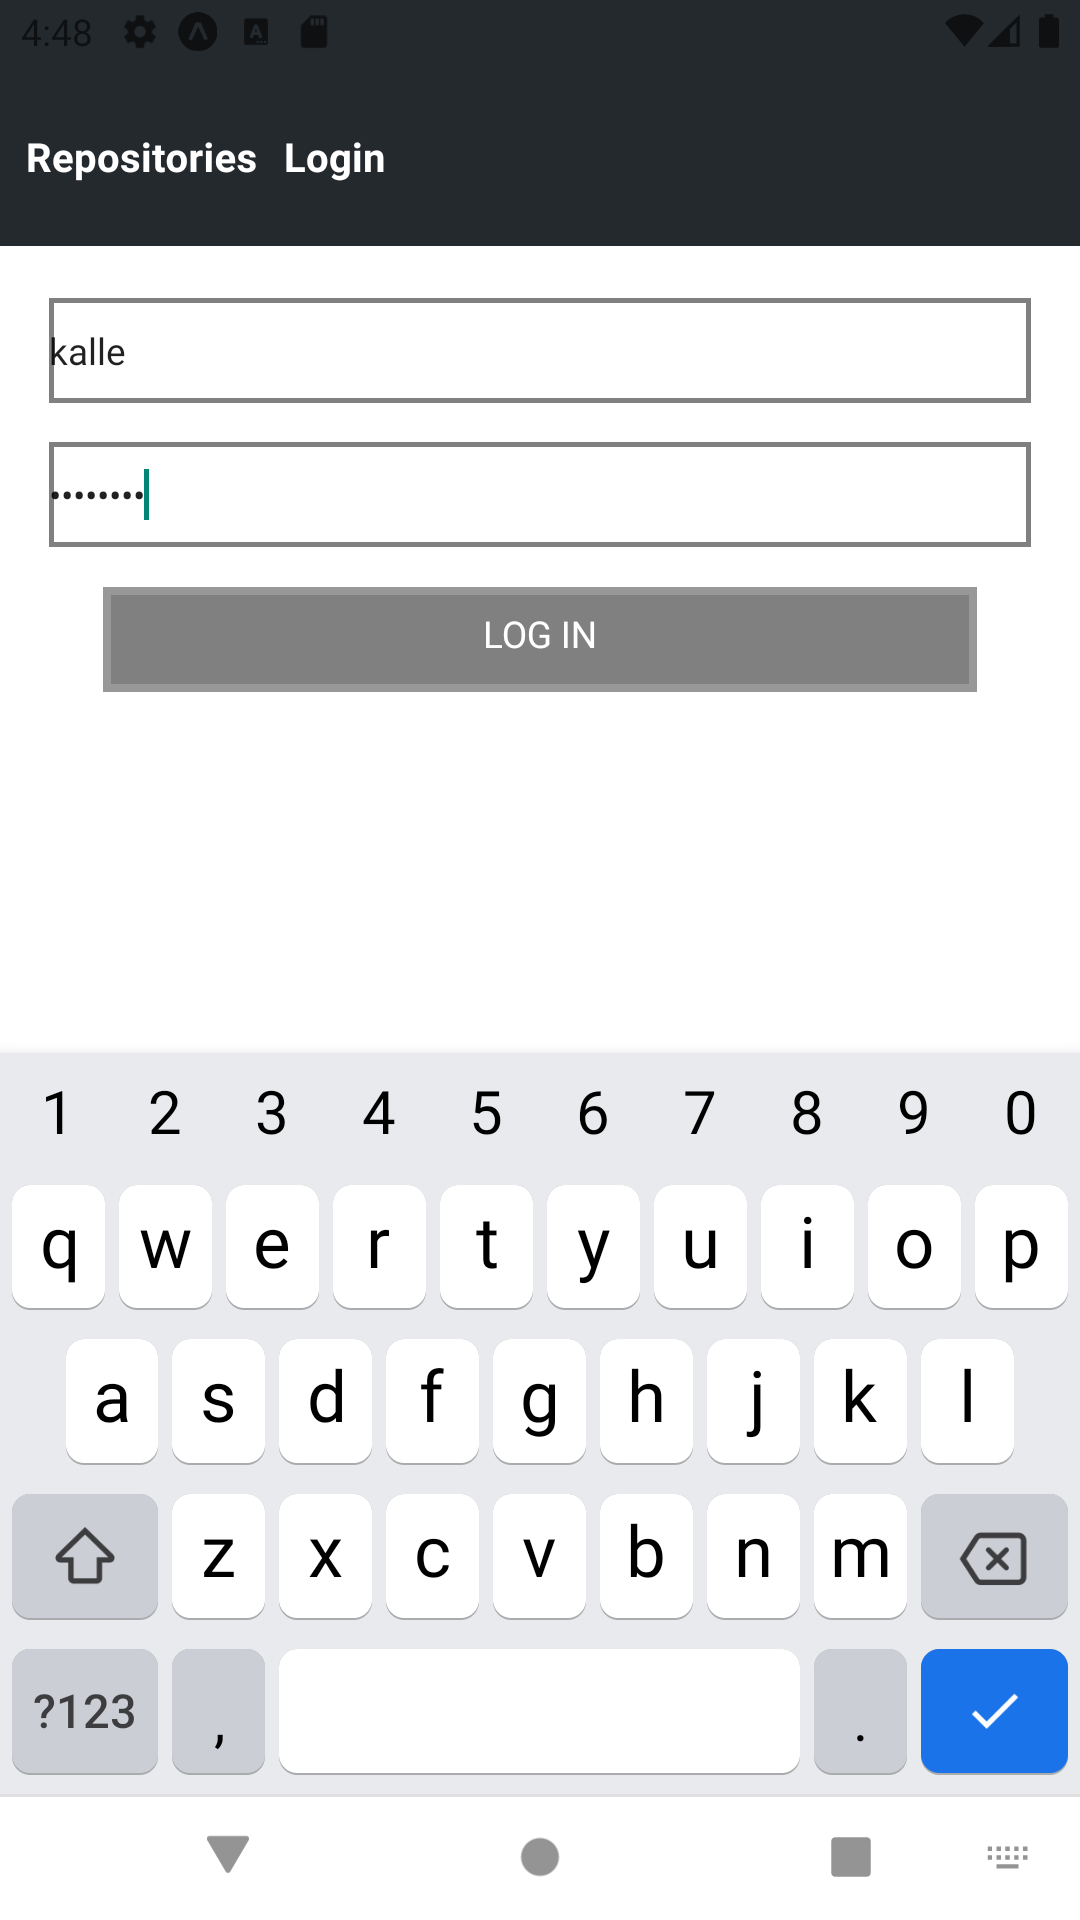 4:48
Repositories Login
kalle
••••••••
LOG IN
1 2 3 4 5 6 7 8 9 0
q w e r t y u i o p
a s d f g h j k l
z x c v b n m
?123 , .